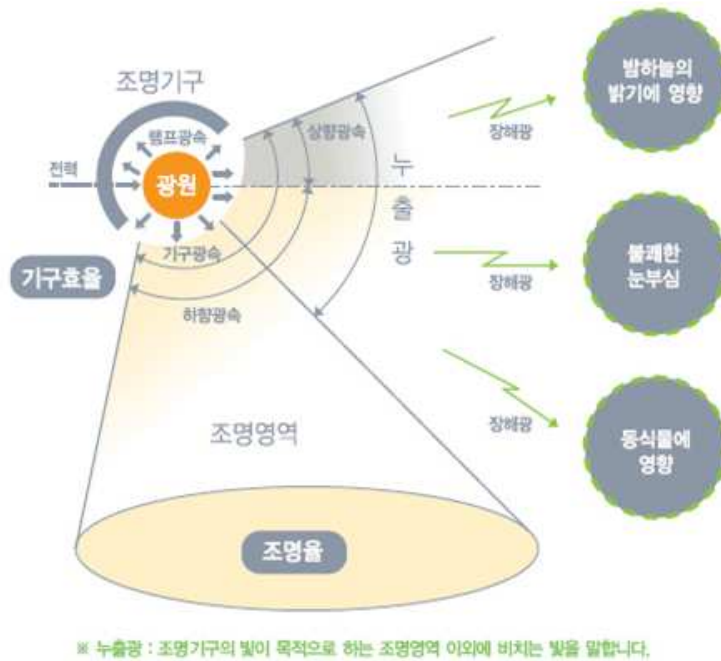 조명기구
램프광속
전력
광원
상향광속
누
출
광
기구광속
하향광속
기구효율
조명영역
조명율
장해광
밤하늘의
밝기에 영향
장해광
불쾌한
눈부심
장해광
동식물에
영향
※ 누출광 : 조명기구의 빛이 목적으로 하는 조명영역 이외에 비치는 빛을 말합니다.